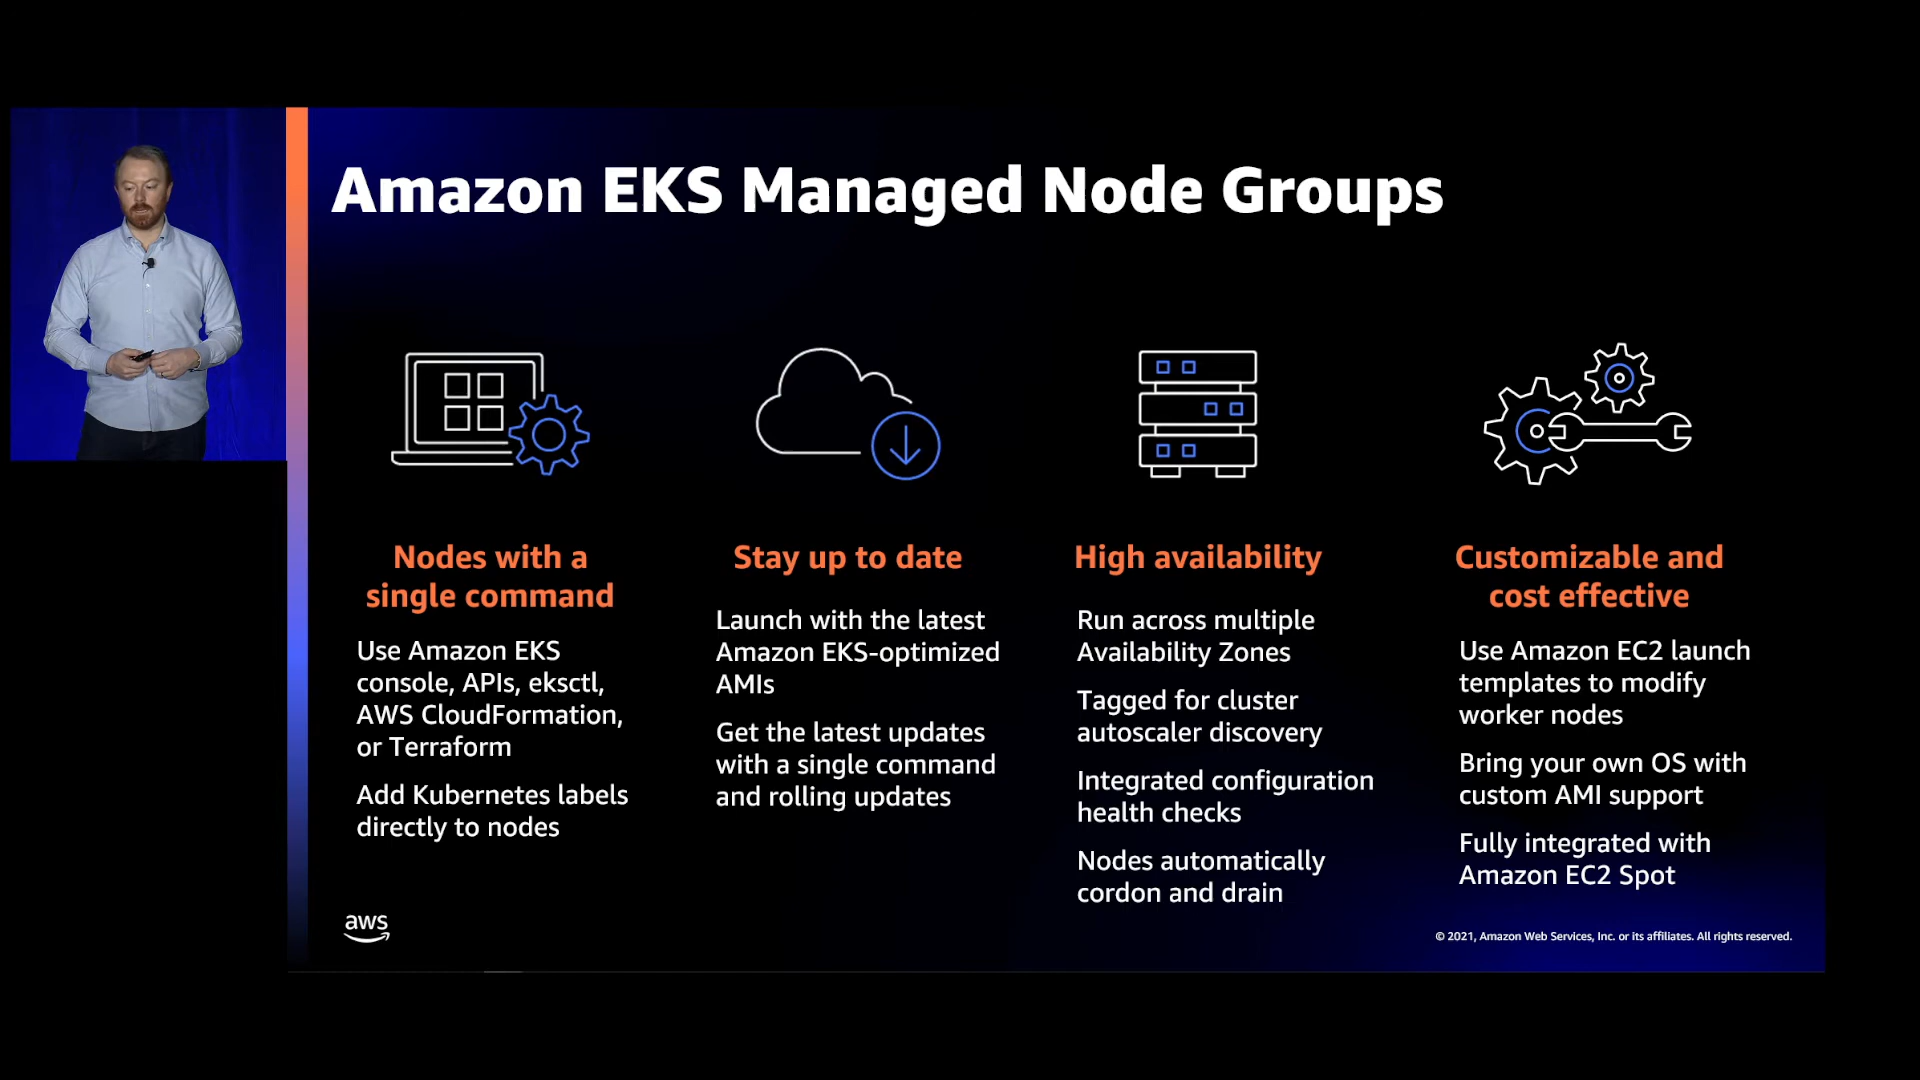 Amazon EKS Managed Node Groups
Nodes with a
single command
Use Amazon EKS
console, APIs, eksctl,
AWS CloudFormation,
or Terraform
Add Kubernetes labels
directly to nodes
Stay up to date
Launch with the latest
Amazon EKS-optimized
AMIs
Get the latest updates
with a single command
and rolling updates
High availability
Run across multiple
Availability Zones
Tagged for cluster
autoscaler discovery
Integrated configuration
health checks
Nodes automatically
cordon and drain
Customizable and
cost effective
Use Amazon EC2 launch
templates to modify
worker nodes
Bring your own OS with
custom AMI support
Fully integrated with
Amazon EC2 Spot
aws
© 2021, Amazon Web Services, Inc. or its affiliates. All rights reserved.